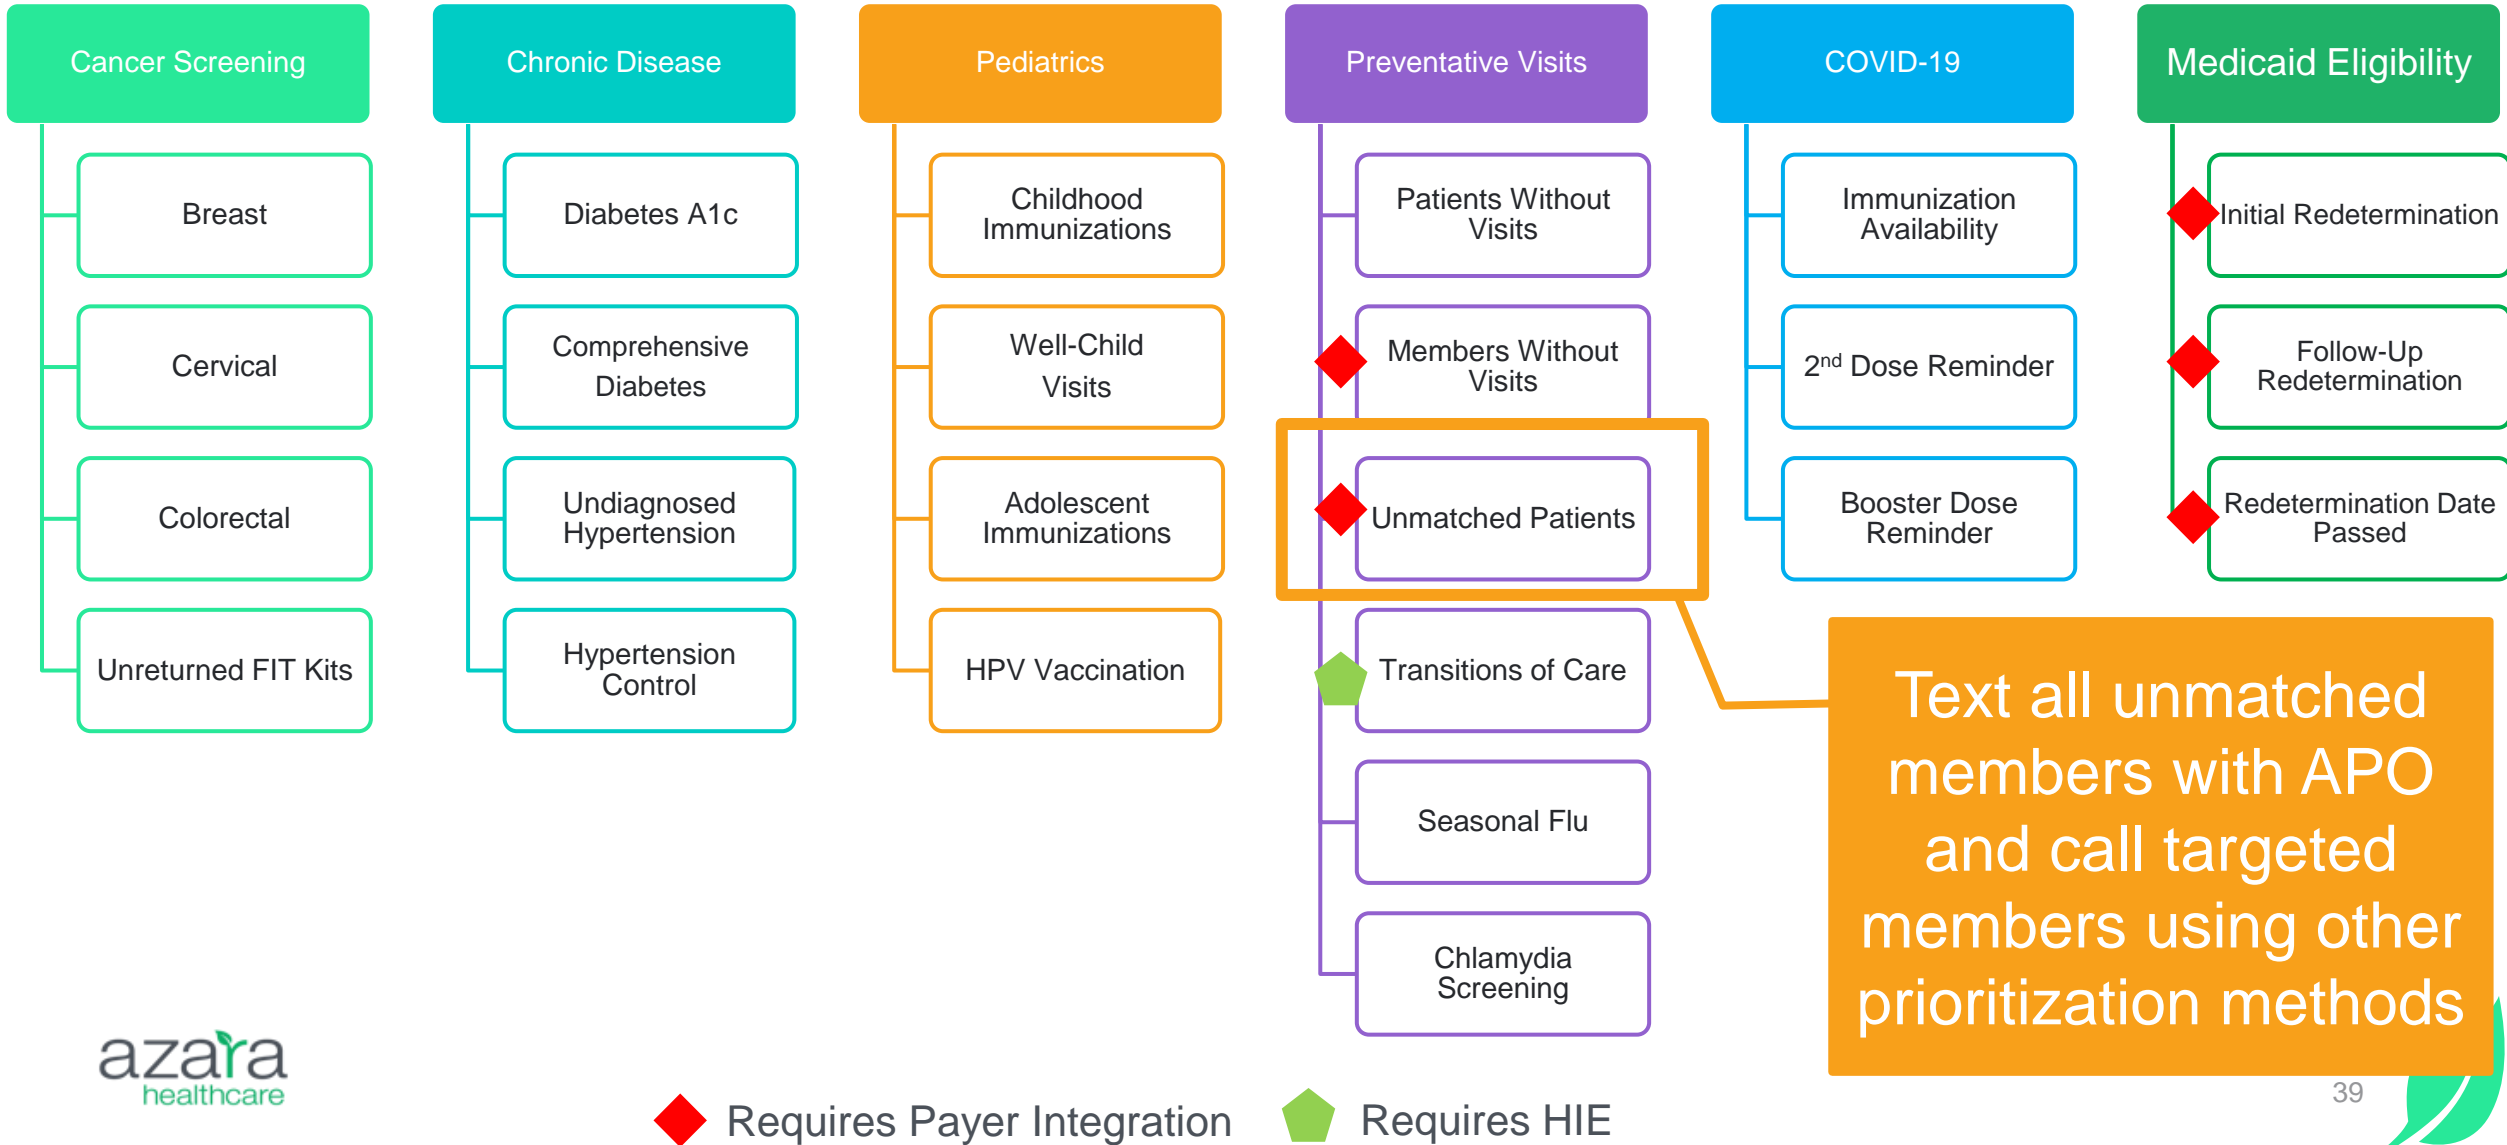 Cancer Screening
Breast
Cervical
Colorectal
Unreturned FIT Kits
Chronic Disease
Diabetes A1c
Comprehensive
Diabetes
Undiagnosed
Hypertension
Hypertension
Control
Pediatrics
Childhood
Immunizations
Well-Child
Visits
Adolescent
Immunizations
HPV Vaccination
Preventative Visits
Patients Without
Visits
Members Without
Visits
Unmatched Patients
Transitions of Care
Seasonal Flu
Chlamydia
Screening
COVID-19
Immunization
Availability
2nd Dose Reminder
Booster Dose
Reminder
Medicaid Eligibility
Initial Redetermination
Follow-Up
Redetermination
Redetermination Date
Passed
Text all unmatched
members with APO
and call targeted
members using other
prioritization methods
azara
healthcare
Requires Payer Integration
Requires HIE
39